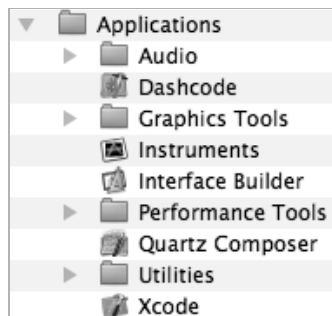 Applications
Audio
Dashcode
Graphics Tools
Instruments
Interface Builder
Performance Tools
Quartz Composer
Utilities
Xcode